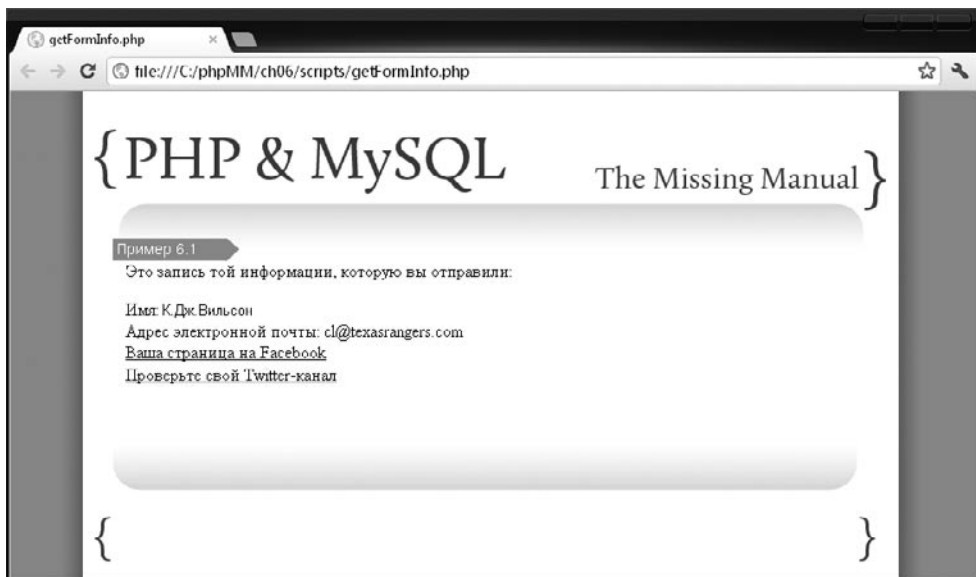 getFormInfo.php
file:///C:/phpMM/ch06/scripts/getFormInfo.php
{ PHP & MySQL The Missing Manual }
Пример 6.1
Это запись той информации, которую вы отправили:
Имя: К.Дж.Вильсон
Адрес электронной почты: cl@texasrangers.com
Ваша страница на Facebook
Проверьте свой Twitter-канал
{ }